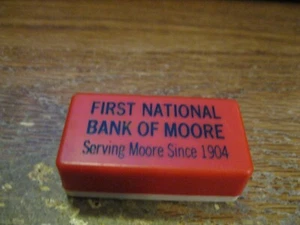 FIRST NATIONAL
BANK OF MOORE
Serving Moore Since 1904